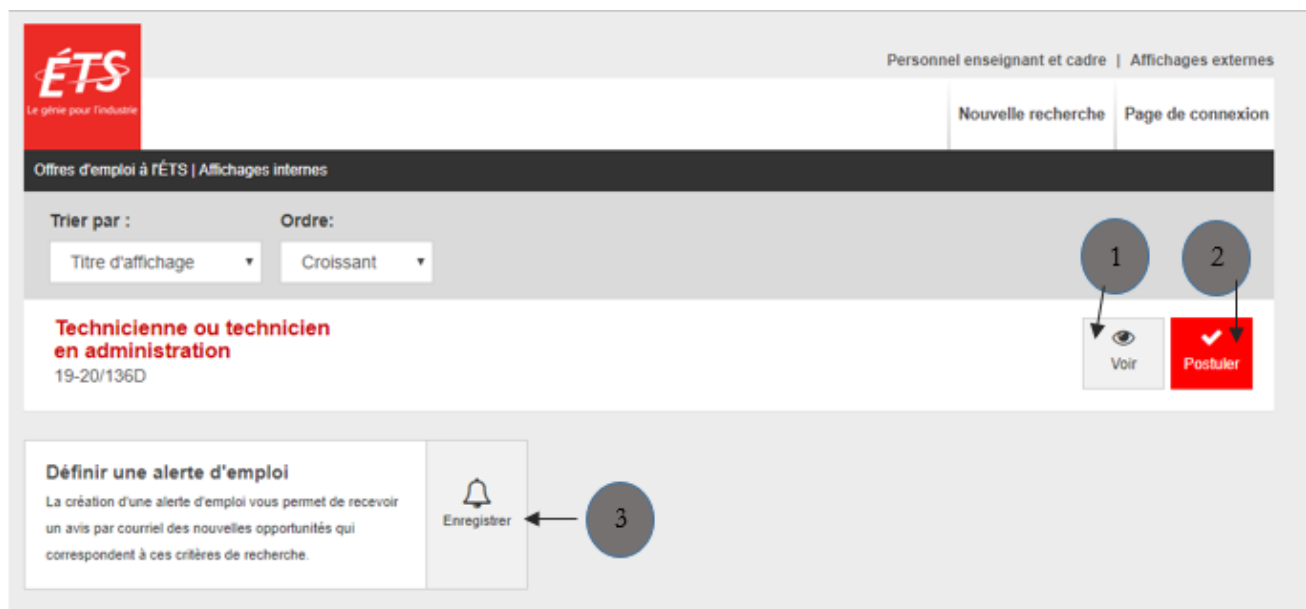 ÉTS
Le génie pour l'industrie
Personnel enseignant et cadre | Affichages externes
Nouvelle recherche Page de connexion
Offres d'emploi à l'ÉTS | Affichages internes
Trier par : Ordre:
Titre d'affichage Croissant
1 2
Technicienne ou technicien
en administration
19-20/136D
Voir Postuler
Définir une alerte d'emploi
La création d'une alerte d'emploi vous permet de recevoir
un avis par courriel des nouvelles opportunités qui
correspondent à ces critères de recherche.
Enregistrer 3